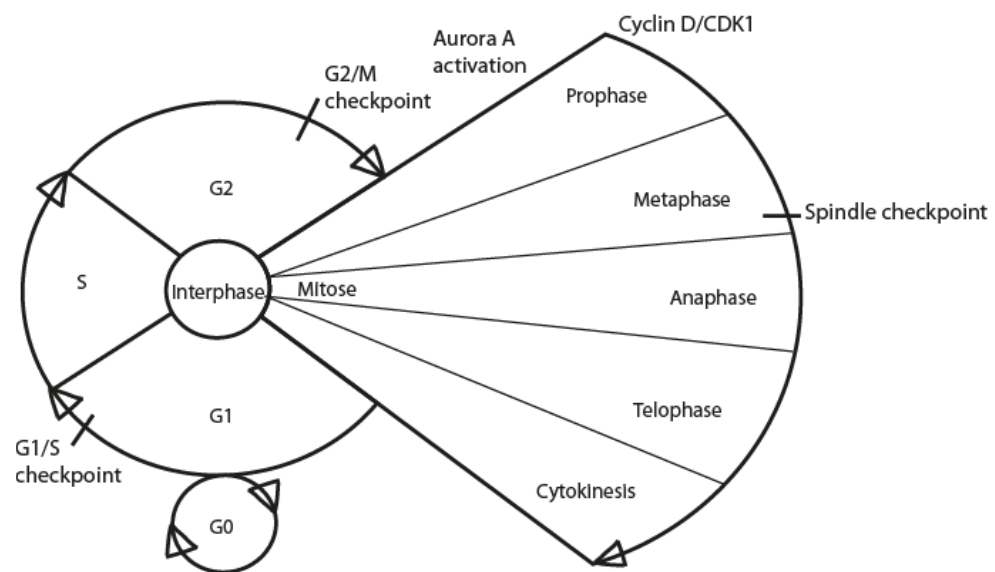 Cyclin D/CDK1
Aurora A
activation
G2/M
checkpoint
Prophase
G2
Metaphase
Spindle checkpoint
S
Interphase
Mitose
Anaphase
G1
Telophase
G1/S
checkpoint
Cytokinesis
G0